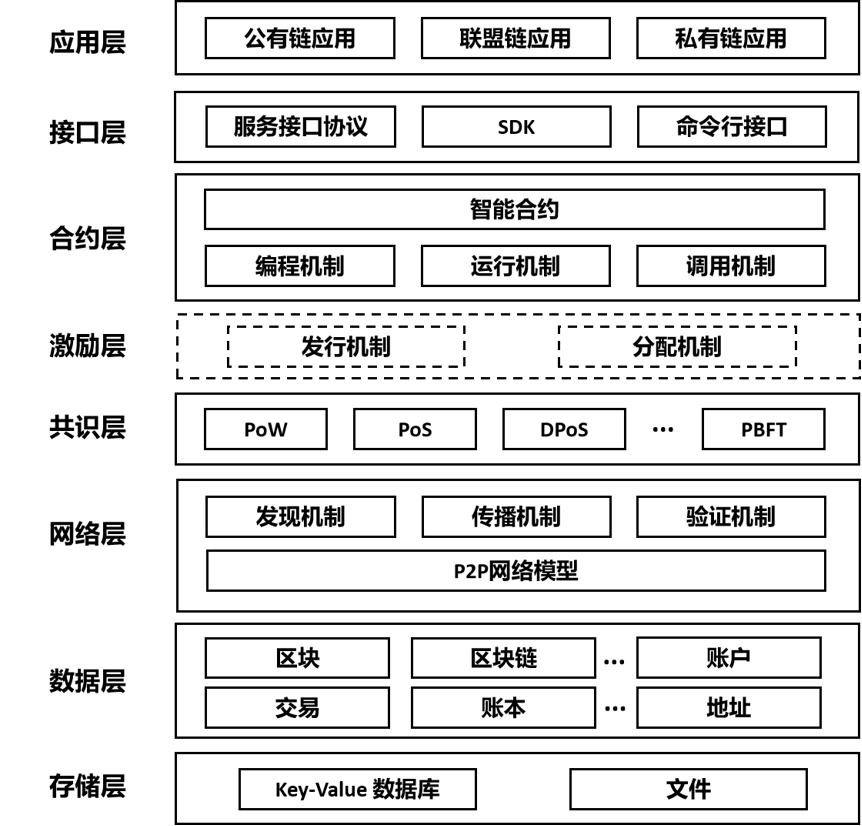 应用层
公有链应用 联盟链应用 私有链应用
接口层
服务接口协议 SDK 命令行接口
合约层
智能合约
编程机制 运行机制 调用机制
激励层
发行机制 分配机制
共识层
PoW PoS DPoS ... PBFT
网络层
发现机制 传播机制 验证机制
P2P网络模型
数据层
区块 区块链 ... 账户
交易 账本 ... 地址
存储层
Key-Value 数据库 文件